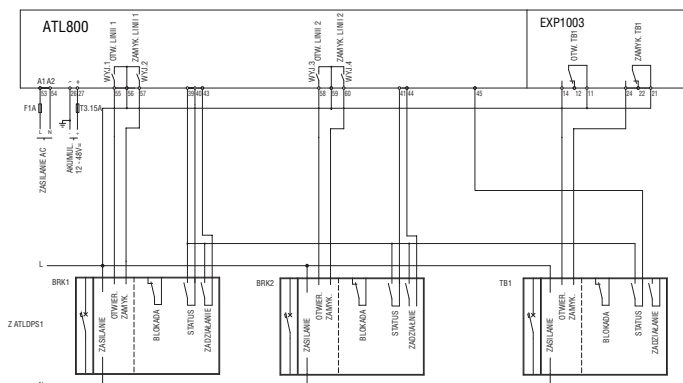 ATL800
EXP1003
WYJ.1
OTW. LINII 1
ZAMYK. LINII 1
WYJ.2
WYJ.3
OTW. LINII 2
ZAMYK. LINII 2
WYJ.4
OTW. TB1
ZAMYK. TB1
A1 A2
- +
53 54 26 27 55 56 57 39 40 43 58 59 60 41 44 45 14 12 11 24 22 21
F1A
T3.15A
L N - +
ZASILANIE AC
AKUMUL.
12 - 48V=
L
BRK1
BRK2
TB1
Z ATLDPS1
ZASILANIE
OTWIER.
ZAMYK.
BLOKADA
STATUS
ZADZIAŁANIE
ZASILANIE
OTWIER.
ZAMYK.
BLOKADA
STATUS
ZADZIAŁNIE
ZASILANIE
OTWIER.
ZAMYK.
BLOKADA
STATUS
ZADZIAŁANIE